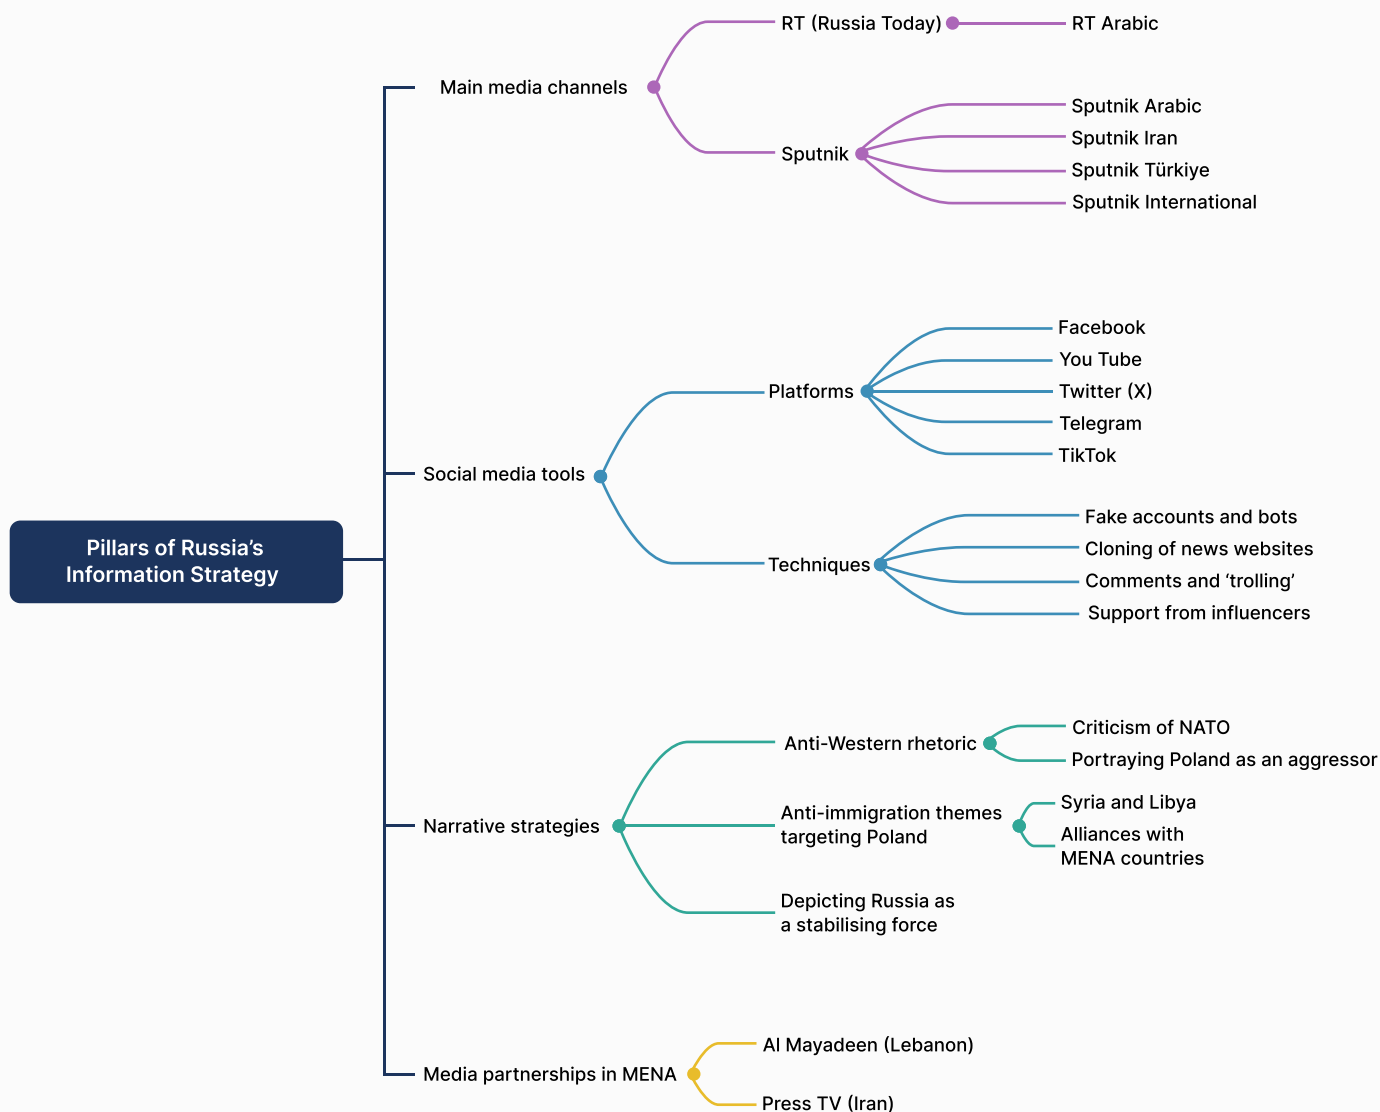 Pillars of Russia’s
Information Strategy
Main media channels
RT (Russia Today)
RT Arabic
Sputnik
Sputnik Arabic
Sputnik Iran
Sputnik Türkiye
Sputnik International
Social media tools
Platforms
Facebook
You Tube
Twitter (X)
Telegram
TikTok
Techniques
Fake accounts and bots
Cloning of news websites
Comments and ‘trolling’
Support from influencers
Narrative strategies
Anti-Western rhetoric
Criticism of NATO
Portraying Poland as an aggressor
Anti-immigration themes
targeting Poland
Syria and Libya
Alliances with
MENA countries
Depicting Russia as
a stabilising force
Media partnerships in MENA
Al Mayadeen (Lebanon)
Press TV (Iran)